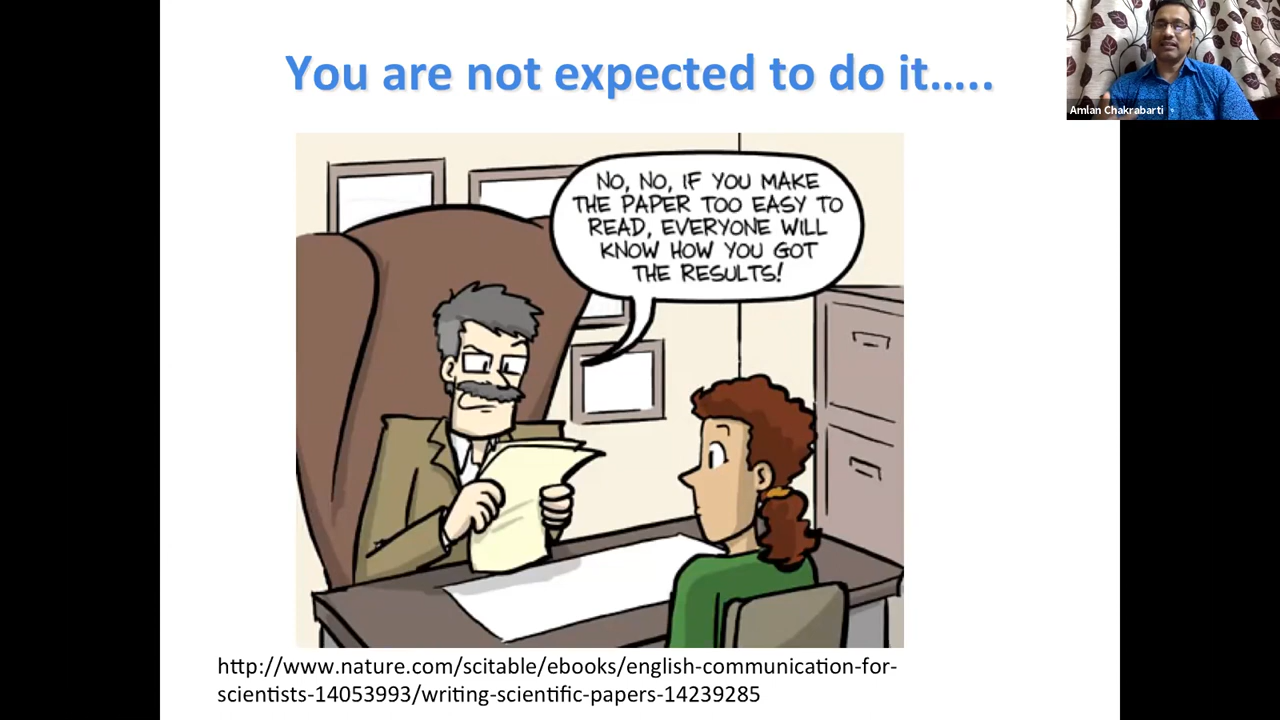 You are not expected to do it…..
Amlan Chakrabarti
NO, NO, IF YOU MAKE
THE PAPER TOO EASY TO
READ, EVERYONE WILL
KNOW HOW YOU GOT
THE RESULTS!
http://www.nature.com/scitable/ebooks/english-communication-for-
scientists-14053993/writing-scientific-papers-14239285